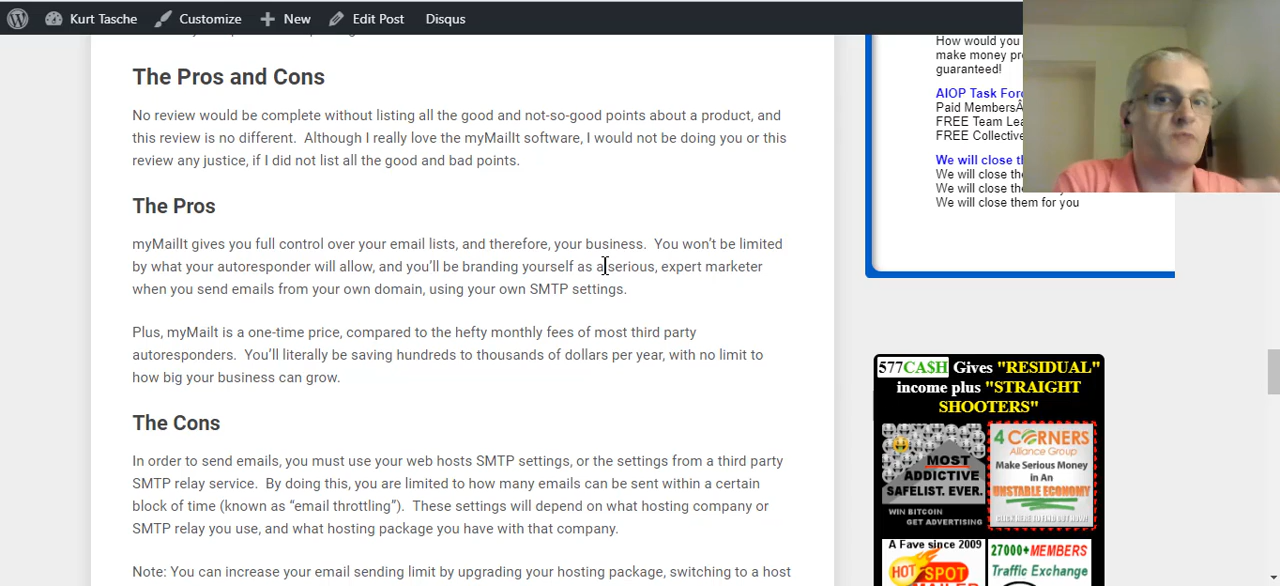 Kurt Tasche
Customize
New
Edit Post
Disqus
The Pros and Cons
No review would be complete without listing all the good and not-so-good points about a product, and
this review is no different.  Although I really love the myMailIt software, I would not be doing you or this
review any justice, if I did not list all the good and bad points.
The Pros
myMailIt gives you full control over your email lists, and therefore, your business.  You won't be limited
by what your autoresponder will allow, and you'll be branding yourself as a serious, expert marketer
when you send emails from your own domain, using your own SMTP settings.
Plus, myMailt is a one-time price, compared to the hefty monthly fees of most third party
autoresponders.  You'll literally be saving hundreds to thousands of dollars per year, with no limit to
how big your business can grow.
The Cons
In order to send emails, you must use your web hosts SMTP settings, or the settings from a third party
SMTP relay service.  By doing this, you are limited to how many emails can be sent within a certain
block of time (known as "e-mail throttling").  These settings will depend on what hosting company or
SMTP relay you use, and what hosting package you have with that company.
Note: You can increase your email sending limit by upgrading your hosting package, switching to a host
How would you
make money
guaranteed!
AIOP Task
Paid MembersÂ
FREE Team
FREE
We will close
We will close
We will close
We will close them for you
577CA$H Gives "RESIDUAL"
income plus "STRAIGHT
SHOOTERS"
MOST
ADDICTIVE
SAFELIST. EVER.
WIN BITCOIN
GET ADVERTISING
4 CORNERS
Alliance Group
Make Serious Money
in An
UNSTABLE ECONOMY
A Fave since 2009
HOT SPOT
27000+MEMBERS
Traffic Exchange